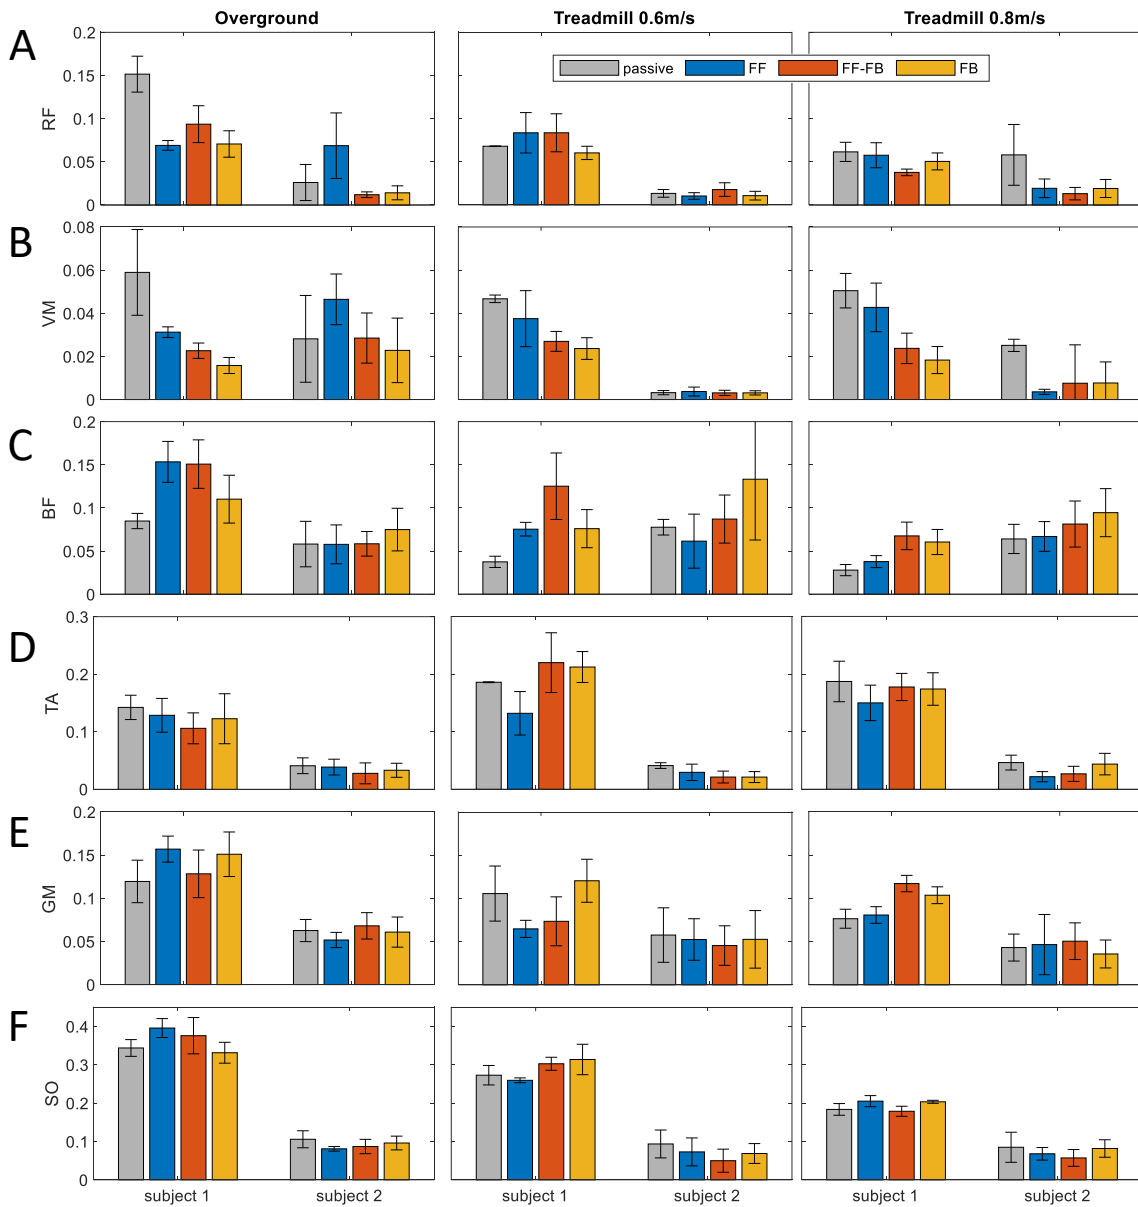 Overground Treadmill 0.6m/s Treadmill 0.8m/s
A
0.2
0.15
0.1
0.05
0
RF
passive FF FF-FB FB
B
0.08
0.06
0.04
0.02
0
VM
C
0.2
0.15
0.1
0.05
0
BF
D
0.3
0.2
0.1
0
TA
E
0.2
0.15
0.1
0.05
0
GM
F
0.4
0.3
0.2
0.1
0
SO
subject 1 subject 2 subject 1 subject 2 subject 1 subject 2